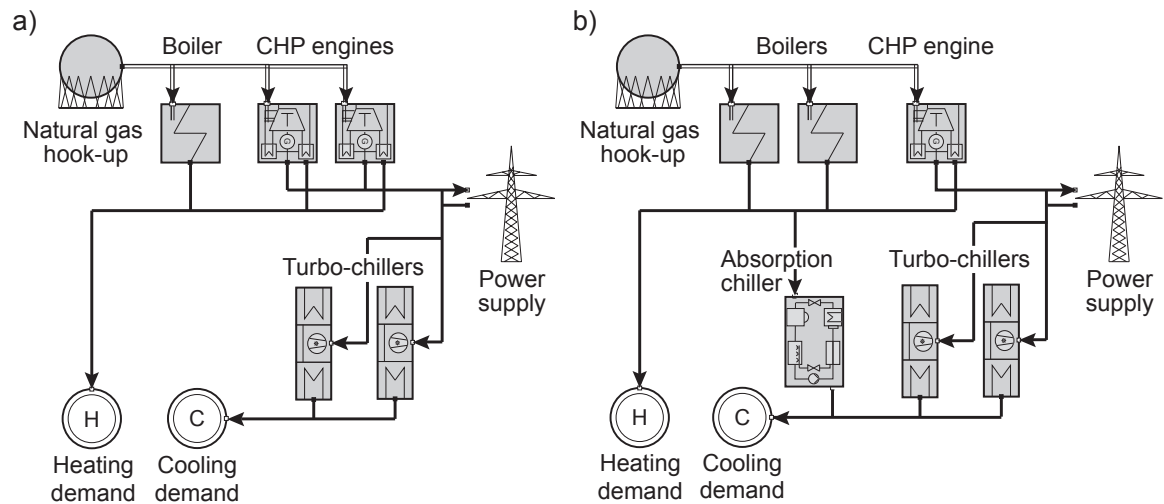 a)
Boiler
CHP engines
Natural gas
hook-up
T
G
T
G
Power
supply
Turbo-chillers
H
C
Heating
demand
Cooling
demand
b)
Boilers
CHP engine
Natural gas
hook-up
T
G
Power
supply
Absorption
chiller
Turbo-chillers
H
C
Heating
demand
Cooling
demand